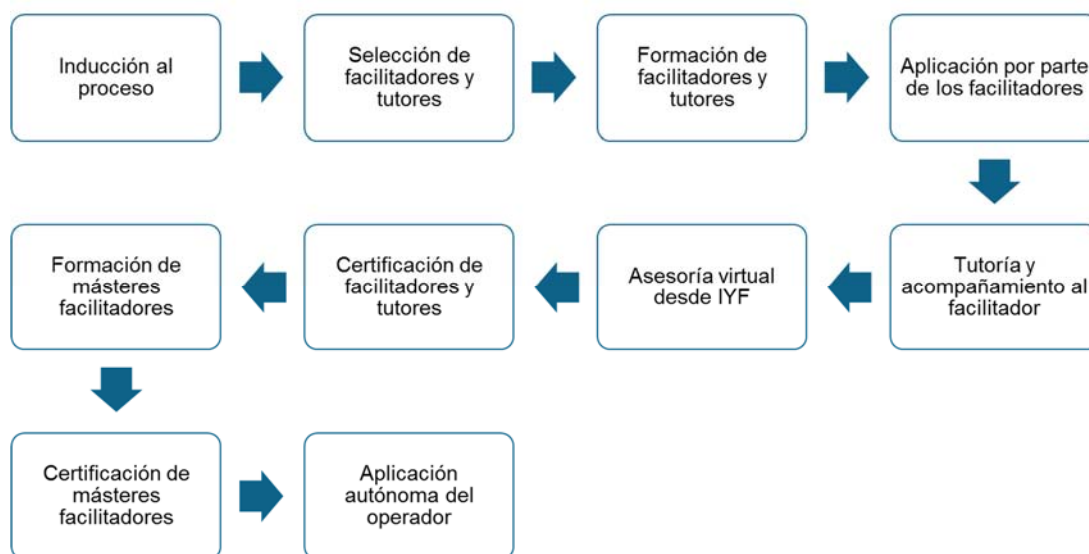 Inducción al
proceso
Selección de
facilitadores y
tutores
Formación de
facilitadores y
tutores
Aplicación por parte
de los facilitadores
Tutoría y
acompañamiento al
facilitador
Asesoría virtual
desde IYF
Certificación de
facilitadores y
tutores
Formación de
másteres
facilitadores
Certificación de
másteres
facilitadores
Aplicación
autónoma del
operador